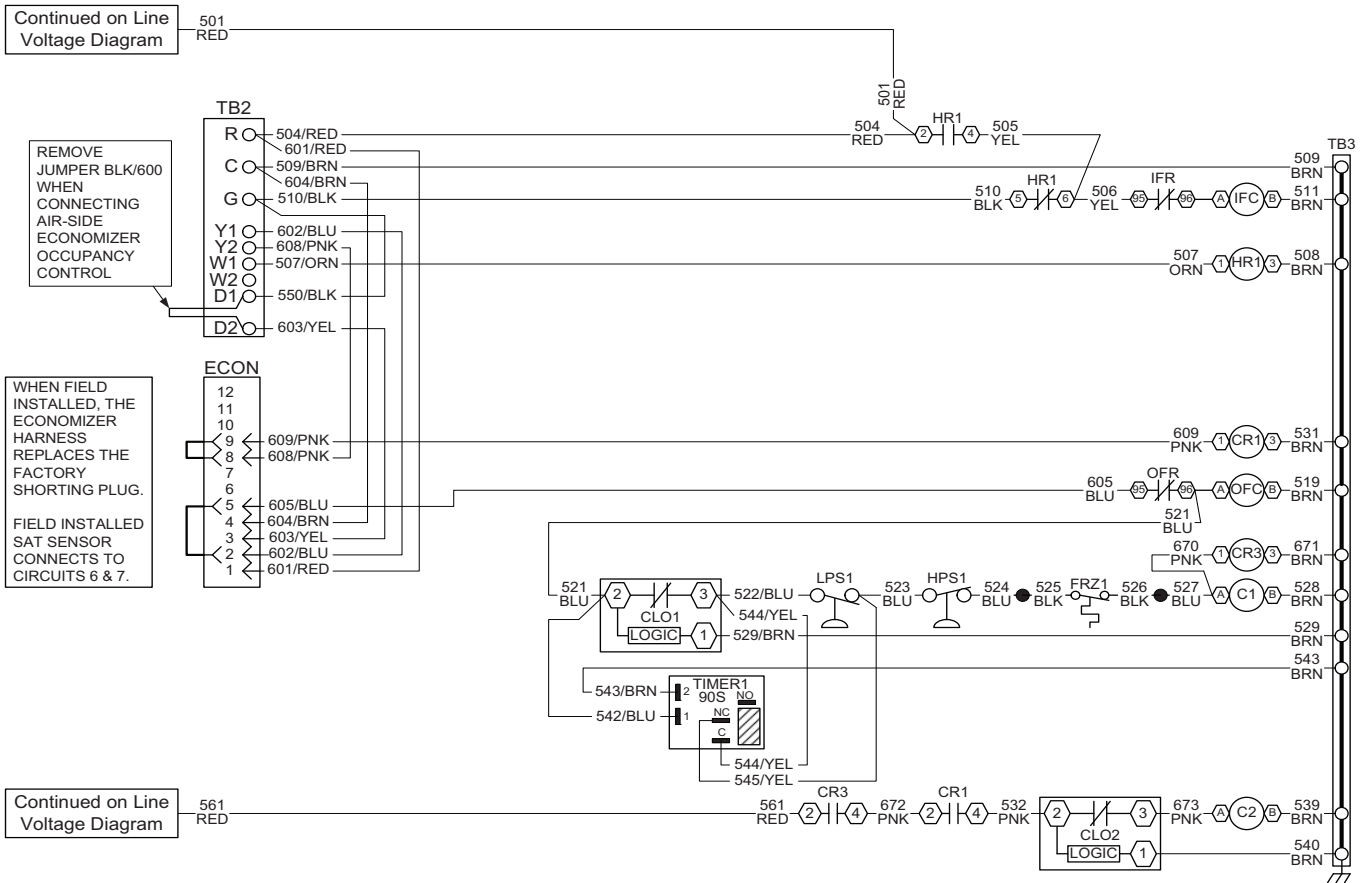 Continued on Line
Voltage Diagram
501
RED
501
RED
TB2
R
504/RED
601/RED
504
RED
2
HR1
4
505
YEL
TB3
REMOVE
JUMPER BLK/600
WHEN
CONNECTING
AIR-SIDE
ECONOMIZER
OCCUPANCY
CONTROL
C
509/BRN
604/BRN
509
BRN
G
510/BLK
510
BLK
5
HR1
6
506
YEL
95
IFR
96
A
IFC
B
511
BRN
Y1
602/BLU
Y2
608/PNK
W1
507/ORN
507
ORN
1
HR1
3
508
BRN
W2
D1
550/BLK
D2
603/YEL
WHEN FIELD
INSTALLED, THE
ECONOMIZER
HARNESS
REPLACES THE
FACTORY
SHORTING PLUG.
FIELD INSTALLED
SAT SENSOR
CONNECTS TO
CIRCUITS 6 & 7.
ECON
12
11
10
9
609/PNK
609
PNK
1
CR1
3
531
BRN
8
608/PNK
7
6
5
605/BLU
605
BLU
95
OFR
96
A
OFC
B
519
BRN
4
604/BRN
521
BLU
3
603/YEL
2
602/BLU
670
PNK
1
CR3
3
671
BRN
1
601/RED
521
BLU
2
CLO1
3
LOGIC
1
522/BLU
544/YEL
529/BRN
LPS1
523
BLU
HPS1
524
BLU
525
BLK
FRZ1
526
BLK
527
BLU
A
C1
B
528
BRN
529
BRN
543
BRN
543/BRN
2
TIMER1
90S
NO
542/BLU
1
NC
C
544/YEL
545/YEL
Continued on Line
Voltage Diagram
561
RED
561
RED
2
CR3
4
672
PNK
2
CR1
4
532
PNK
2
CLO2
3
LOGIC
1
673
PNK
A
C2
B
539
BRN
540
BRN